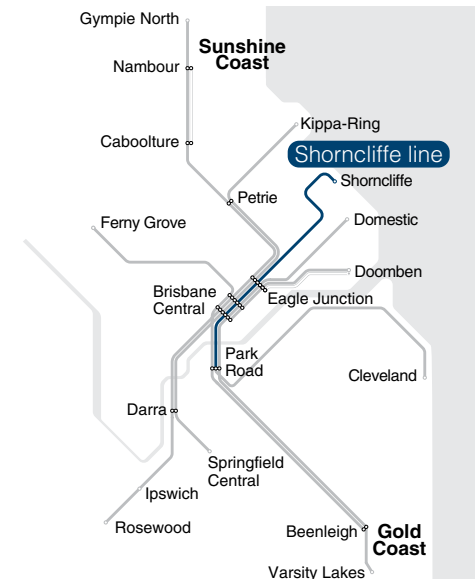 Gympie North
Sunshine
Coast
Nambour
Kippa-Ring
Caboolture
Shorncliffe line
Shorncliffe
Petrie
Ferny Grove
Domestic
Doomben
Brisbane
Central
Eagle Junction
Park
Road
Cleveland
Darra
Springfield
Central
Ipswich
Rosewood
Beenleigh
Gold
Coast
Varsity Lakes